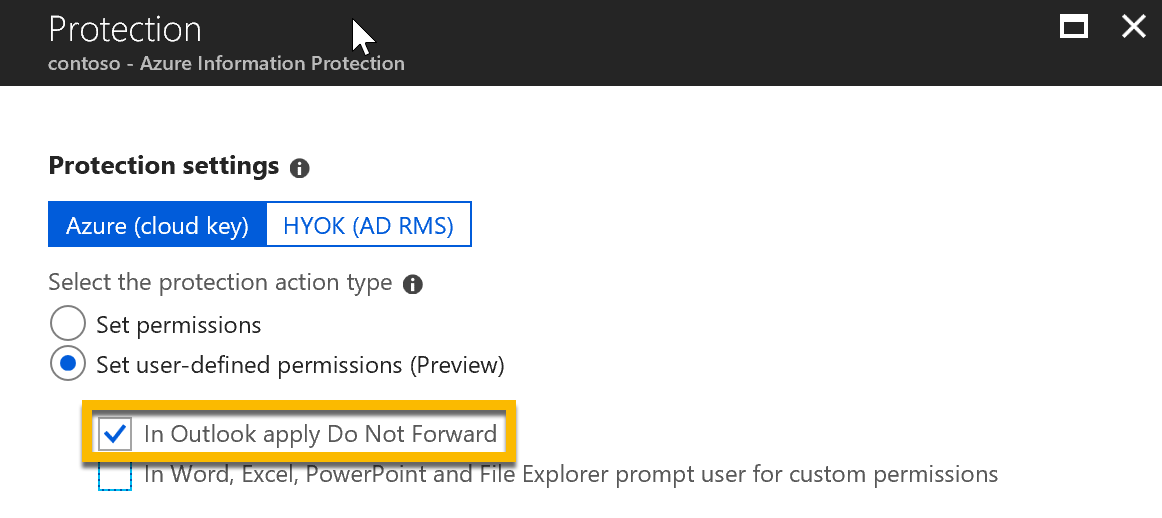 Protection
contoso - Azure Information Protection
Protection settings
Azure (cloud key) HYOK (AD RMS)
Select the protection action type
Set permissions
Set user-defined permissions (Preview)
In Outlook apply Do Not Forward
In Word, Excel, PowerPoint and File Explorer prompt user for custom permissions